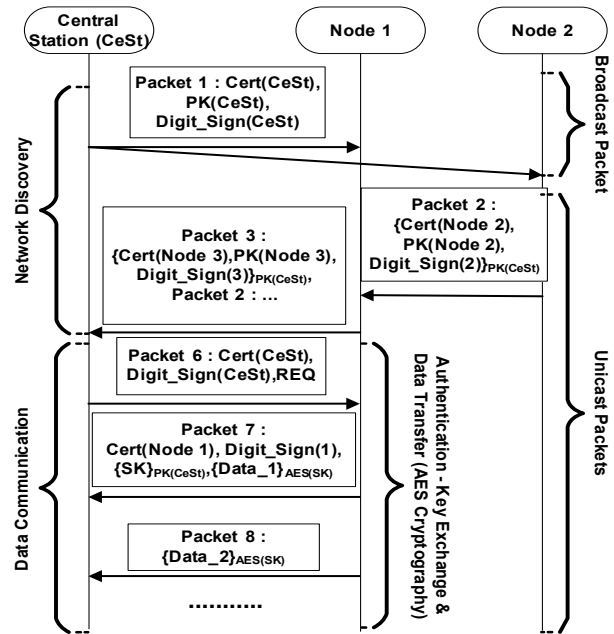 Central
Station (CeSt)
Node 1
Node 2
Packet 1 : Cert(CeSt),
PK(CeSt),
Digit_Sign(CeSt)
Broadcast Packet
Network Discovery
Packet 2 :
{Cert(Node 2),
PK(Node 2),
Digit_Sign(2)}PK(CeSt)
Packet 3 :
{Cert(Node 3),PK(Node 3),
Digit_Sign(3)}PK(CeSt),
Packet 2 : ...
Unicast Packets
Packet 6 : Cert(CeSt),
Digit_Sign(CeSt),REQ
Packet 7 :
Cert(Node 1), Digit_Sign(1),
{SK}PK(CeSt),{Data_1}AES(SK)
Packet 8 :
{Data_2}AES(SK)
...........
Data Communication
Authentication - Key Exchange &
Data Transfer (AES Cryptography)